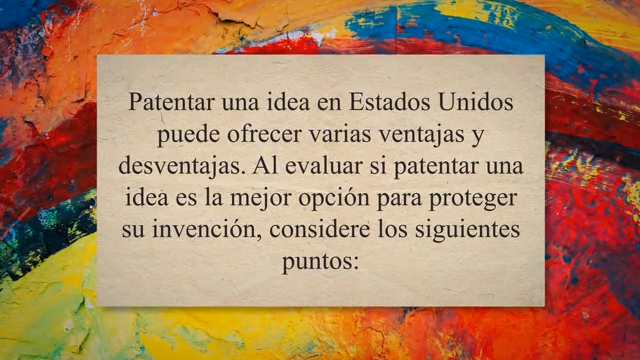 Patentar una idea en Estados Unidos
puede ofrecer varias ventajas y
desventajas. Al evaluar si patentar una
idea es la mejor opción para proteger
su invención, considere los siguientes
puntos: